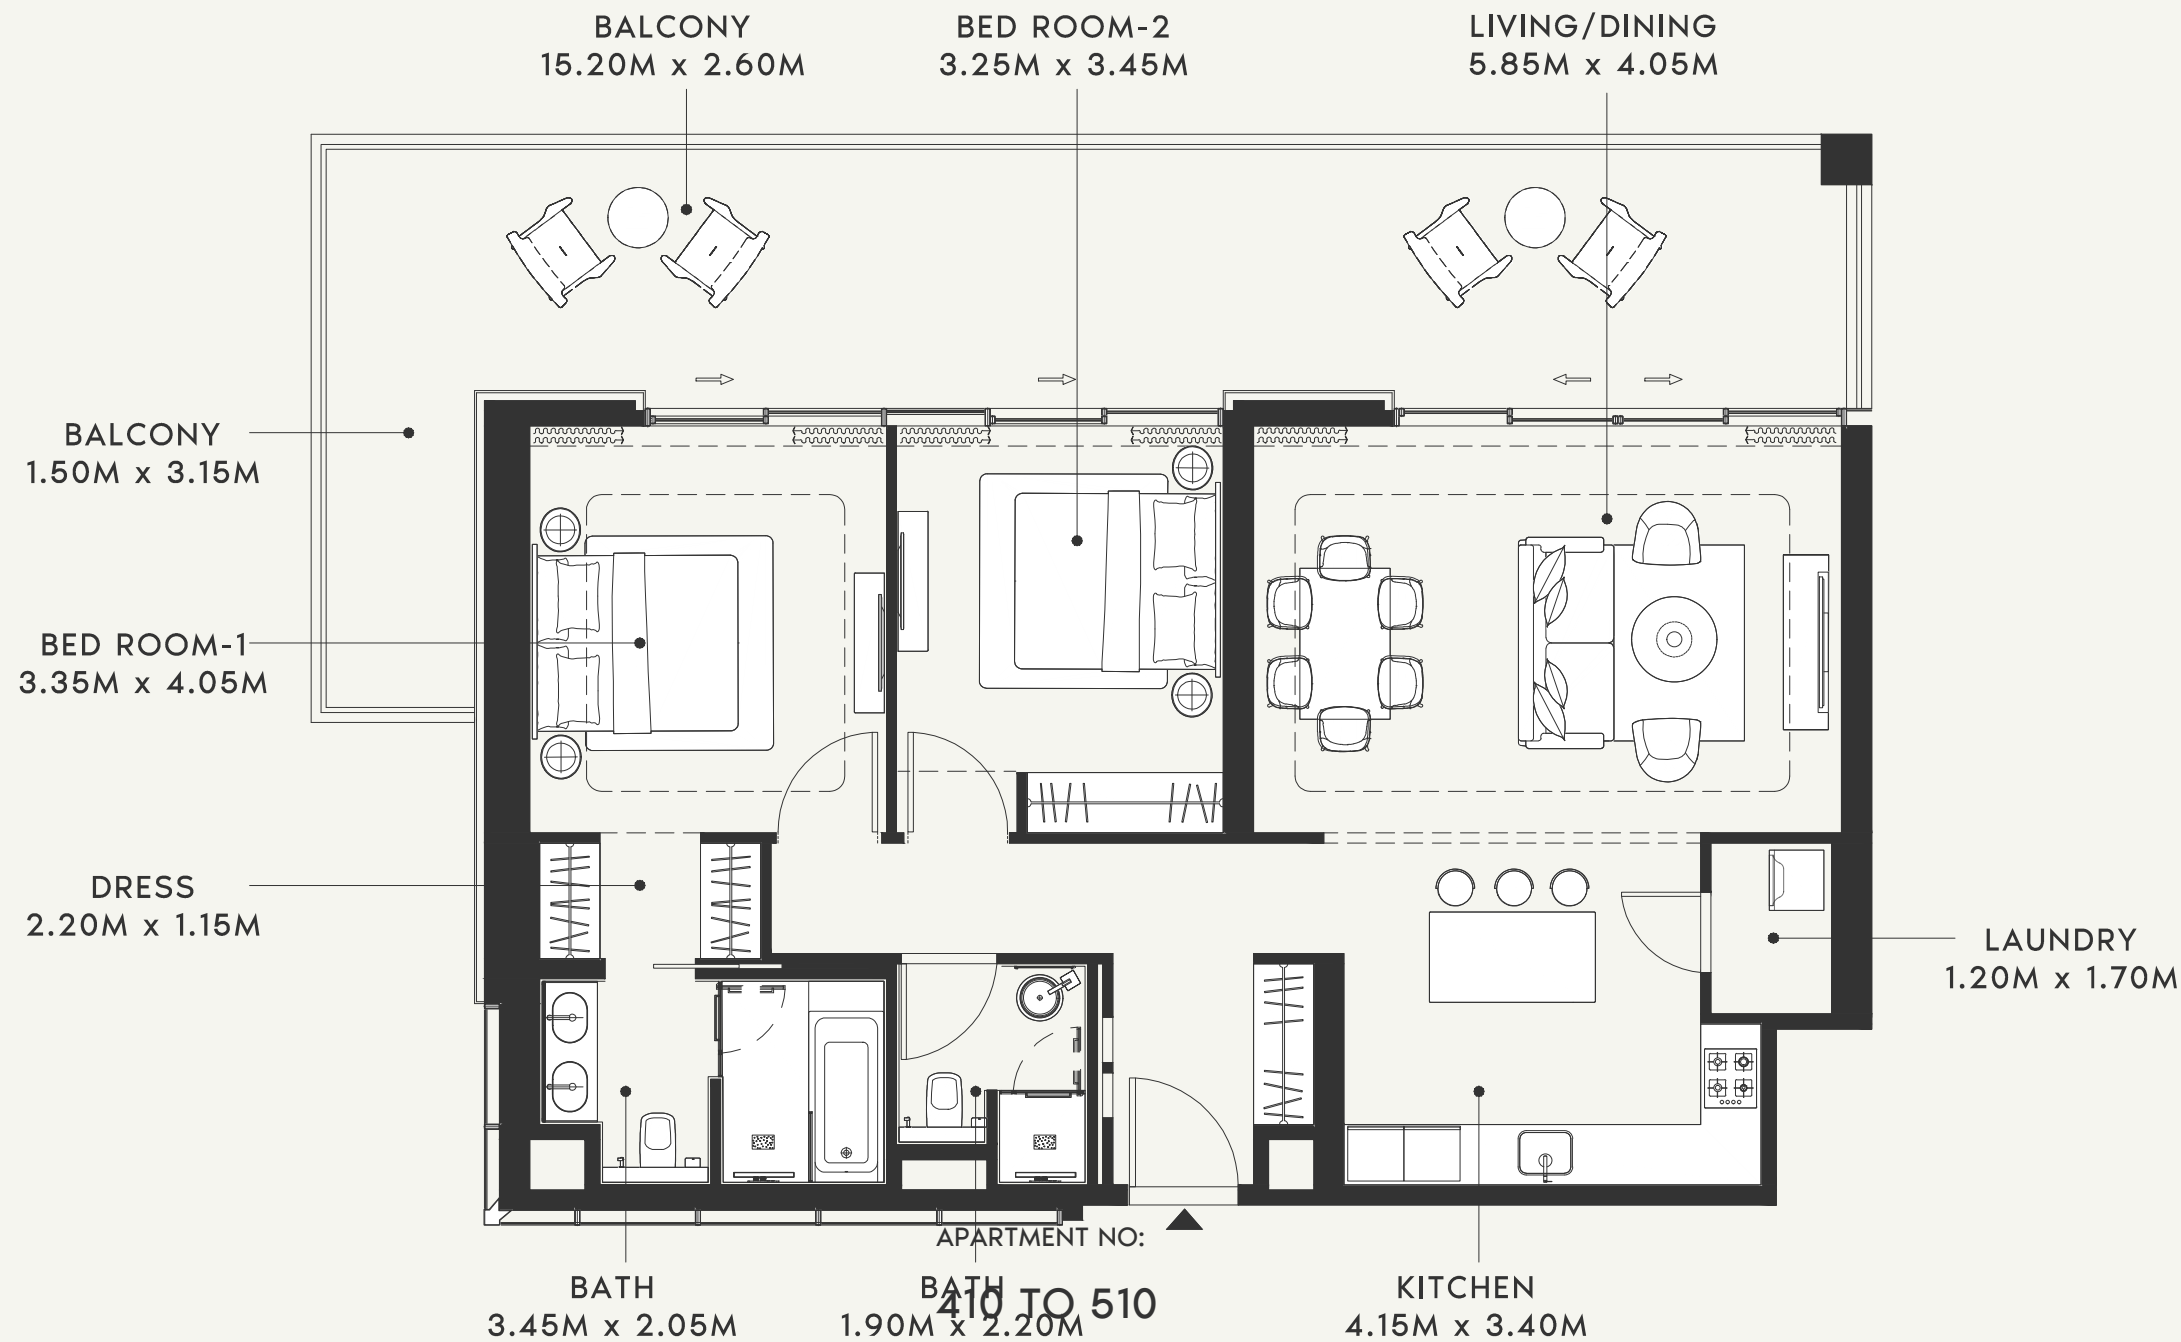 BALCONY
15.20M x 2.60M
BED ROOM-2
3.25M x 3.45M
LIVING/DINING
5.85M x 4.05M
BALCONY
1.50M x 3.15M
BED ROOM-1
3.35M x 4.05M
DRESS
2.20M x 1.15M
LAUNDRY
1.20M x 1.70M
APARTMENT NO:
410 TO 510
BATH
3.45M x 2.05M
BATH
1.90M x 2.20M
KITCHEN
4.15M x 3.40M